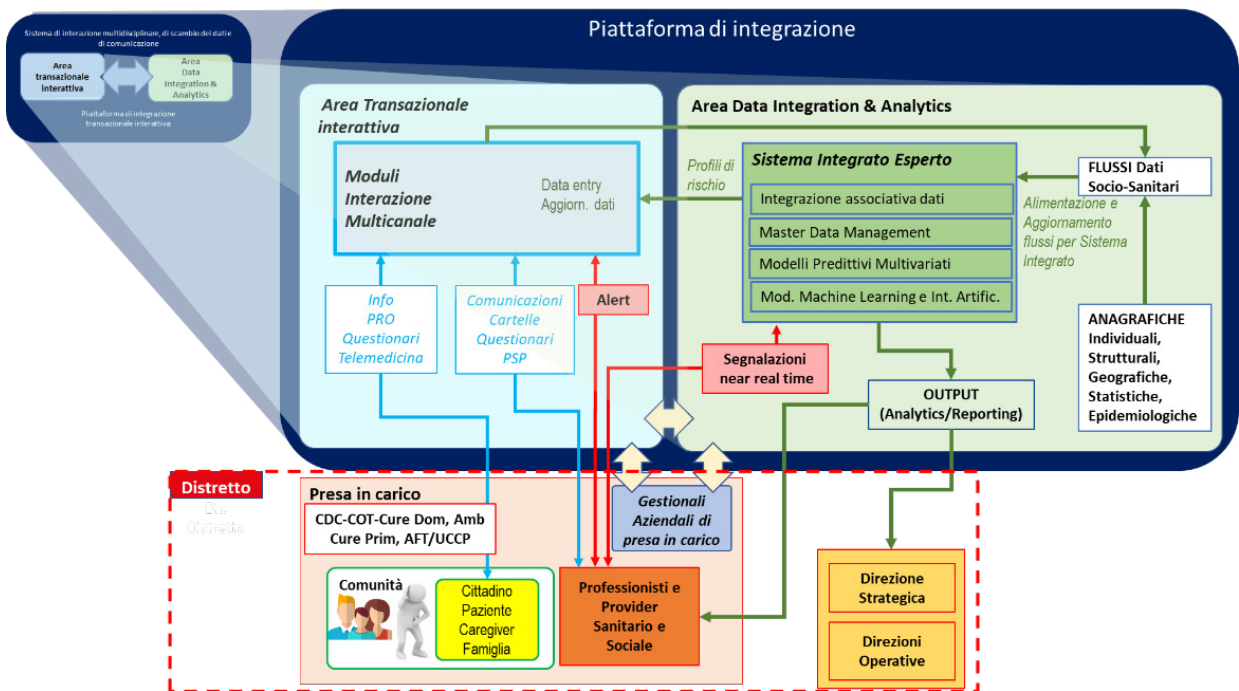 Piattaforma di integrazione
Sistema di interazione multidisciplinare, di scambio dei dati e
di comunicazione
Area
transazionale
interattiva
Area
Data
Integration &
Analytics
Piattaforma di integrazione
transazionale interattiva
Area Transazionale
interattiva
Moduli
Interazione
Multicanale
Data entry
Aggiorn. dati
Info
PRO
Questionari
Telemedicina
Comunicazioni
Cartelle
Questionari
PSP
Alert
Area Data Integration & Analytics
Profili di
rischio
Sistema Integrato Esperto
Integrazione associativa dati
Master Data Management
Modelli Predittivi Multivariati
Mod. Machine Learning e Int. Artific.
FLUSSI Dati
Socio-Sanitari
Alimentazione e
Aggiornamento
flussi per Sistema
Integrato
ANAGRAFICHE
Individuali,
Strutturali,
Geografiche,
Statistiche,
Epidemiologiche
Segnalazioni
near real time
OUTPUT
(Analytics/Reporting)
Distretto
Presa in carico
CDC-COT-Cure Dom, Amb
Cure Prim, AFT/UCCP
Gestionali
Aziendali di
presa in carico
Comunità
Cittadino
Paziente
Caregiver
Famiglia
Professionisti e
Provider
Sanitario e
Sociale
Direzione
Strategica
Direzioni
Operative